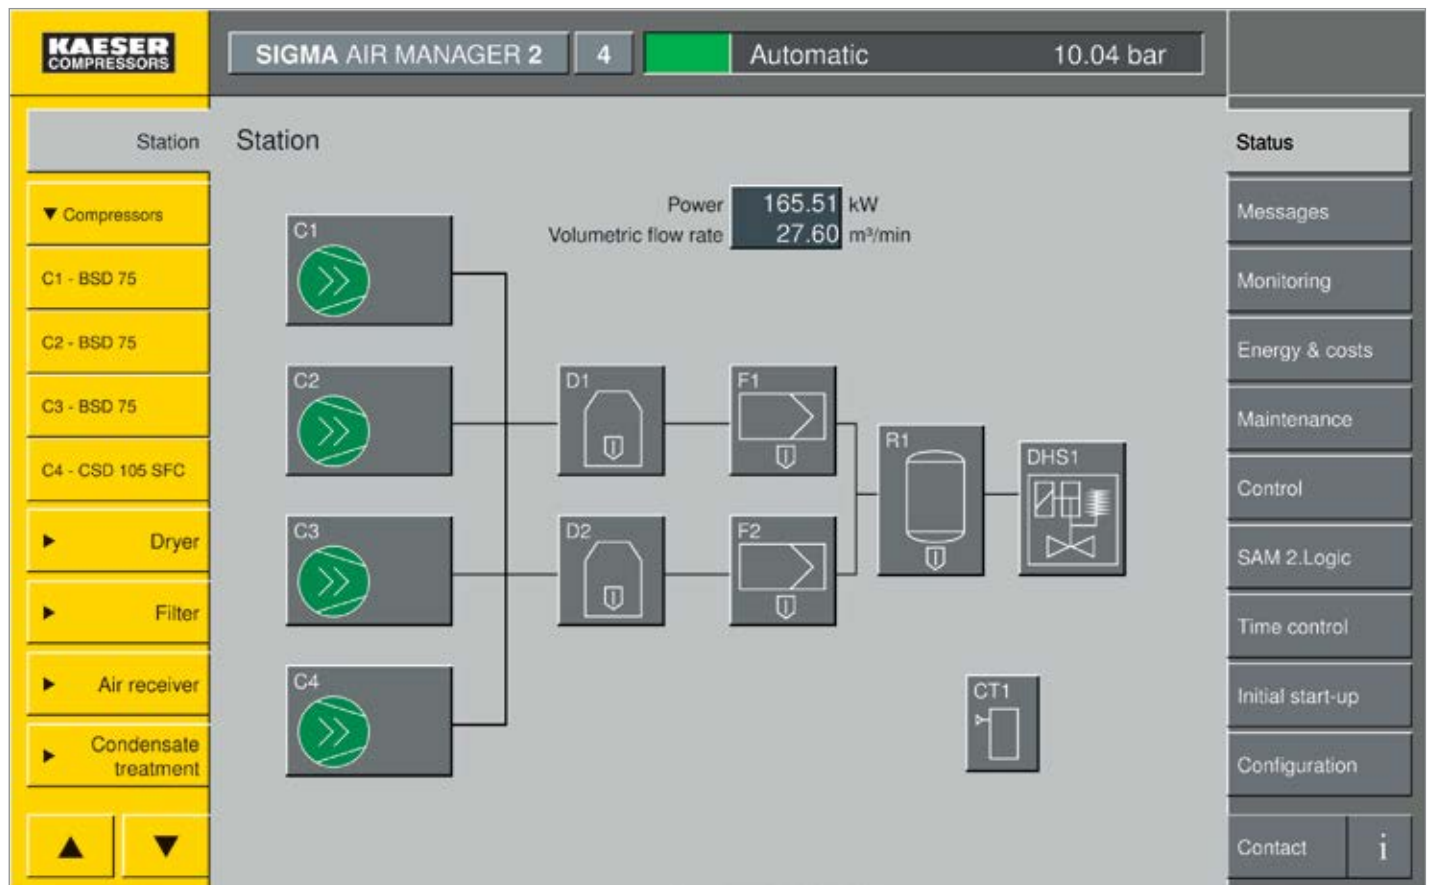 KAESER
COMPRESSORS
SIGMA AIR MANAGER 2
4
Automatic
10.04 bar
Station
▼ Compressors
C1 - BSD 75
C2 - BSD 75
C3 - BSD 75
C4 - CSD 105 SFC
▶ Dryer
▶ Filter
▶ Air receiver
▶ Condensate
treatment
▲ ▼
Station
Power 165.51 kW
Volumetric flow rate 27.60 m³/min
C1
C2
D1
F1
R1
DHS1
C3
D2
F2
C4
CT1
Status
Messages
Monitoring
Energy & costs
Maintenance
Control
SAM 2.Logic
Time control
Initial start-up
Configuration
Contact
i